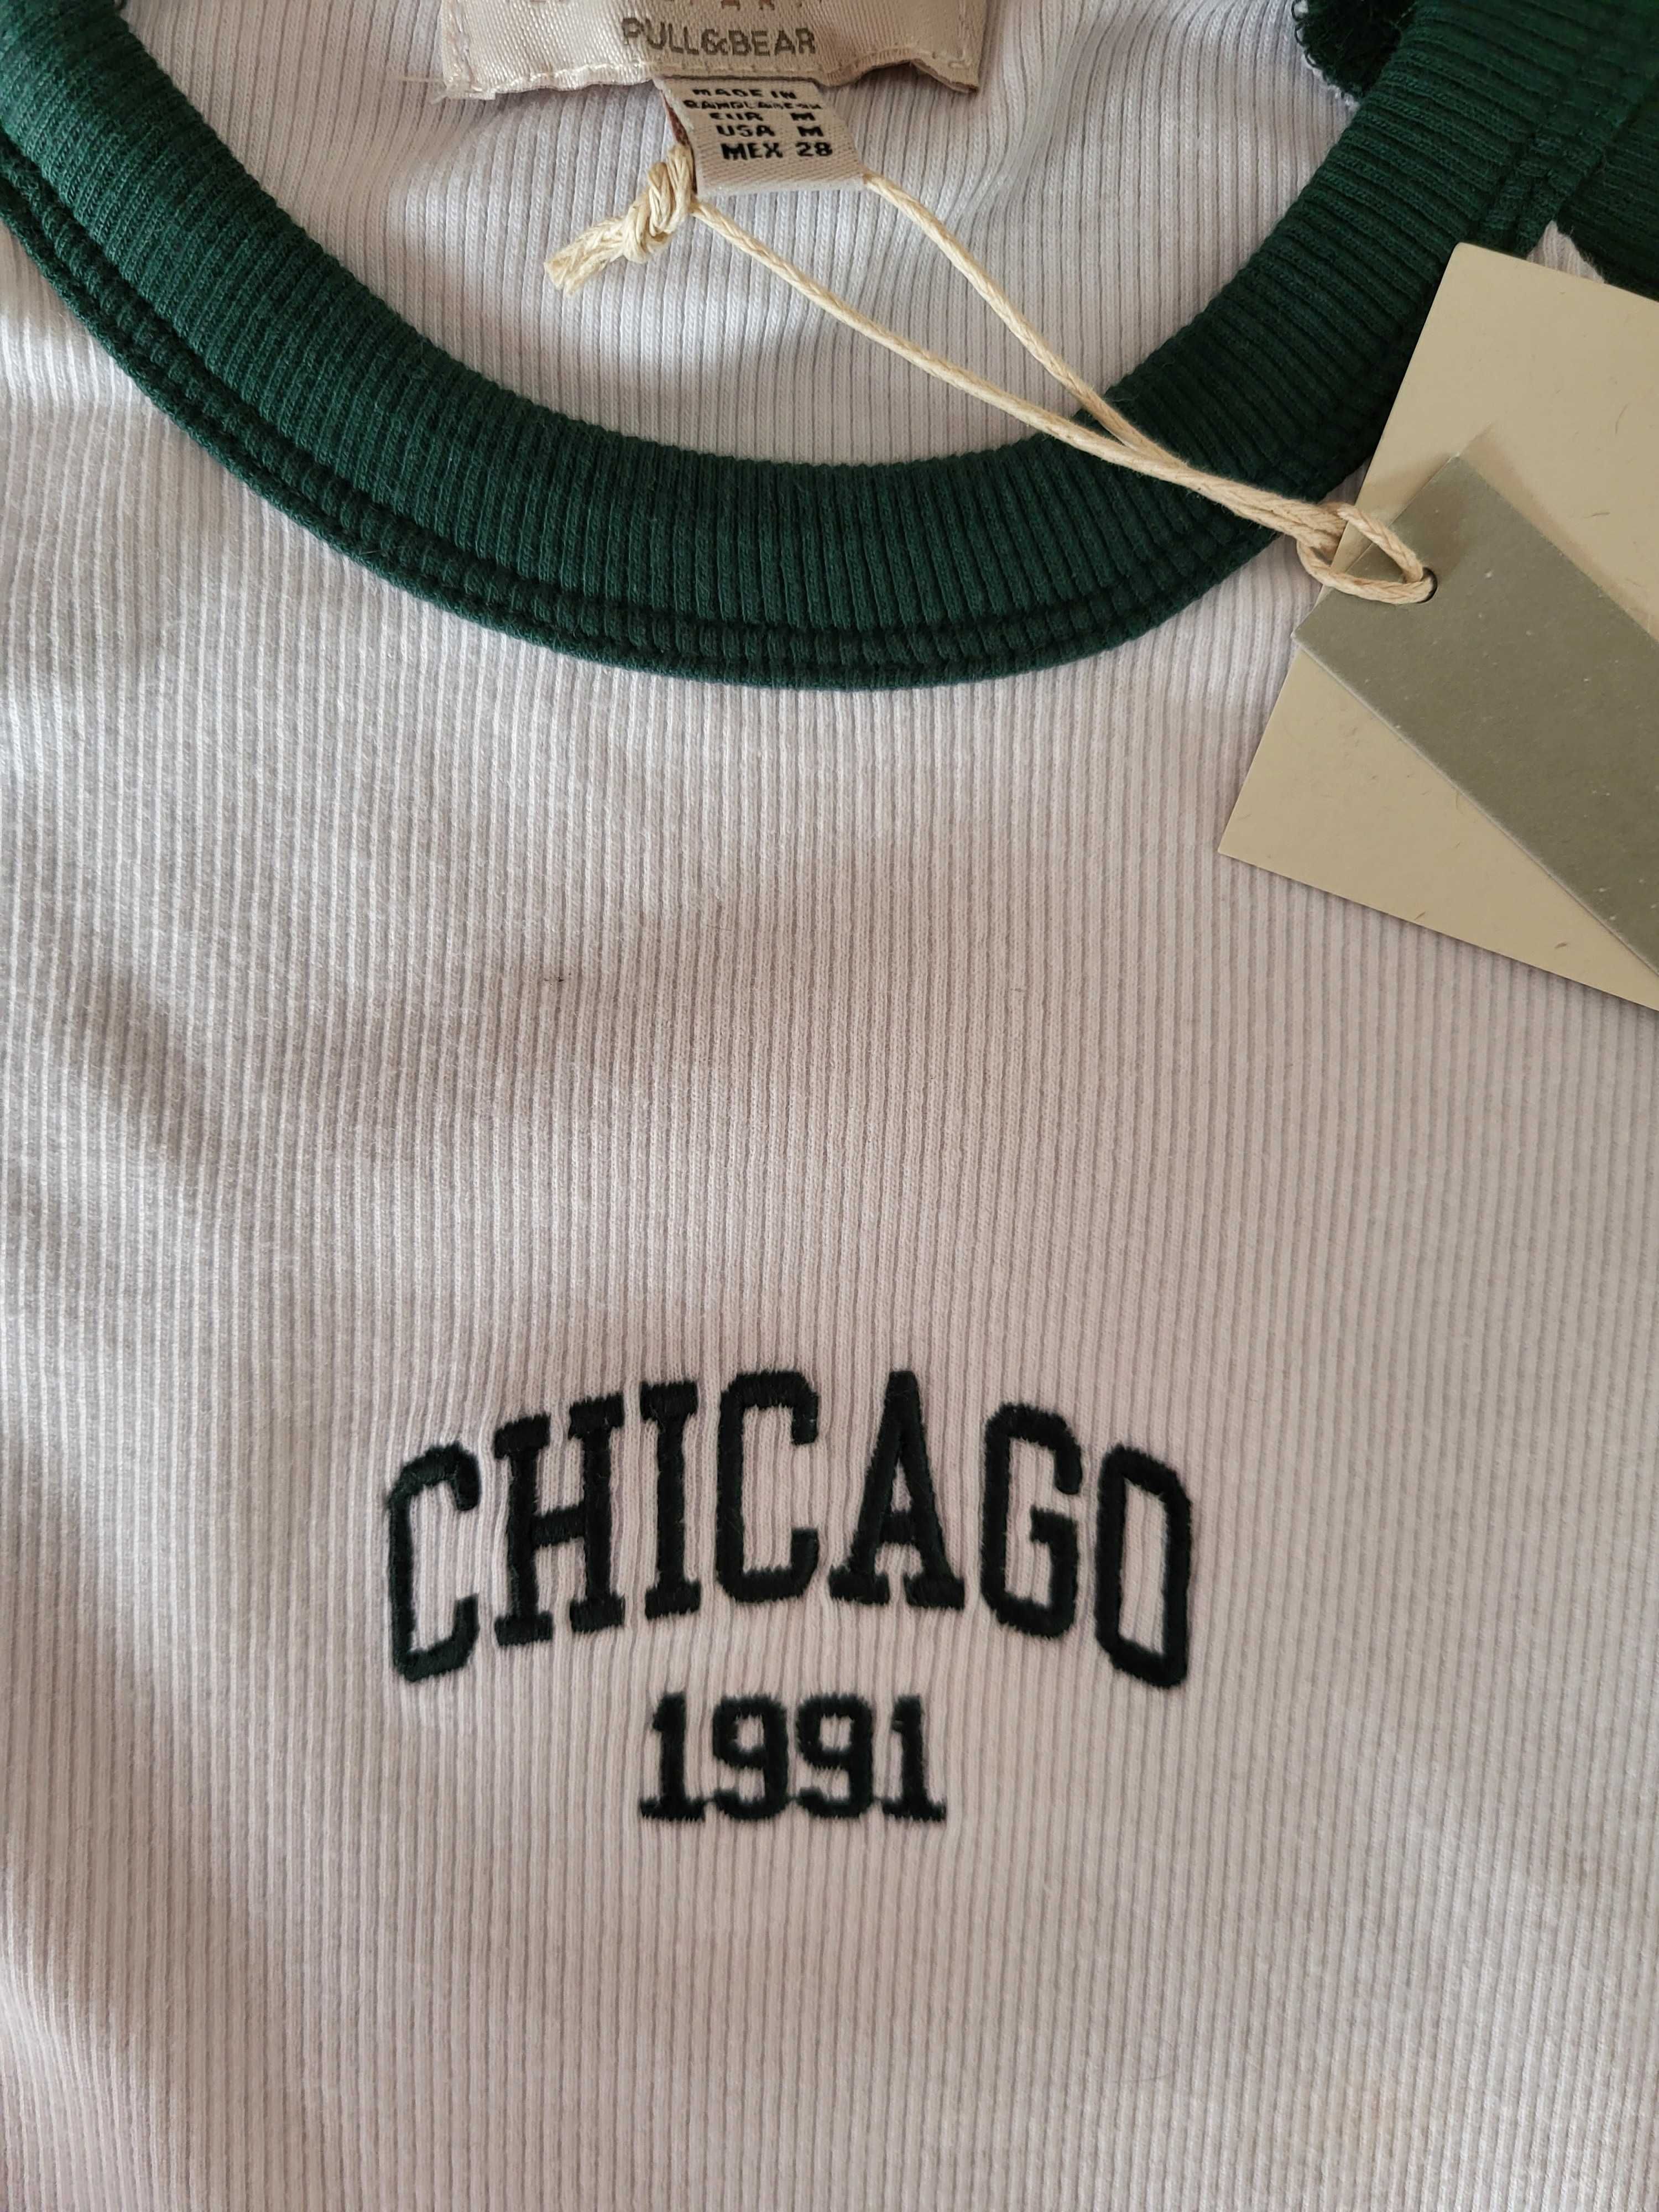 PULL&BEAR
MADE IN
BANGLADESH
EUR M
USA M
MEX 28
CHICAGO
1991